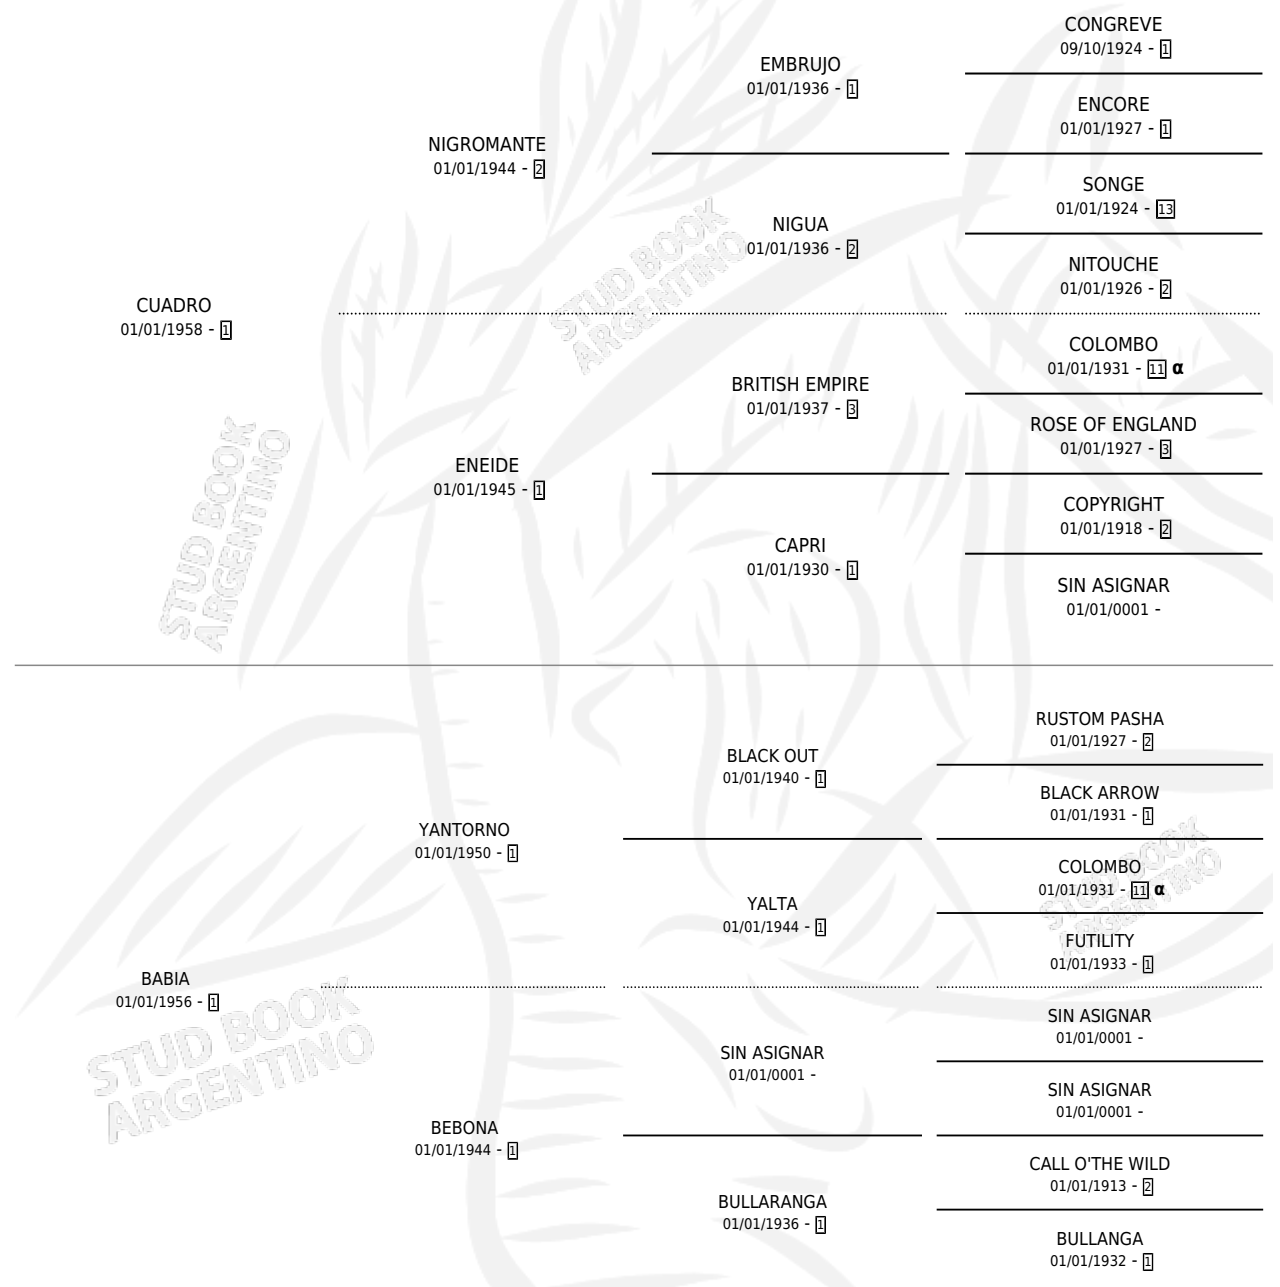 CONGREVE
09/10/1924 - 1
EMBRUJO
01/01/1936 - 1
ENCORE
01/01/1927 - 1
NIGROMANTE
01/01/1944 - 2
SONGE
01/01/1924 - 13
NIGUA
01/01/1936 - 2
NITOUCHE
01/01/1926 - 2
CUADRO
01/01/1958 - 1
COLOMBO
01/01/1931 - 11 α
BRITISH EMPIRE
01/01/1937 - 3
ROSE OF ENGLAND
01/01/1927 - 3
ENEIDE
01/01/1945 - 1
COPYRIGHT
01/01/1918 - 2
CAPRI
01/01/1930 - 1
SIN ASIGNAR
01/01/0001 -
RUSTOM PASHA
01/01/1927 - 2
BLACK OUT
01/01/1940 - 1
BLACK ARROW
01/01/1931 - 1
YANTORNO
01/01/1950 - 1
COLOMBO
01/01/1931 - 11 α
YALTA
01/01/1944 - 1
FUTILITY
01/01/1933 - 1
BABIA
01/01/1956 - 1
SIN ASIGNAR
01/01/0001 -
SIN ASIGNAR
01/01/0001 -
SIN ASIGNAR
01/01/0001 -
BEBONA
01/01/1944 - 1
CALL O'THE WILD
01/01/1913 - 2
BULLARANGA
01/01/1936 - 1
BULLANGA
01/01/1932 - 1
STUD BOOK
ARGENTINO
STUD BOOK
ARGENTINO
STUD BOOK
ARGENTINO
STUD BOOK
ARGENTINO